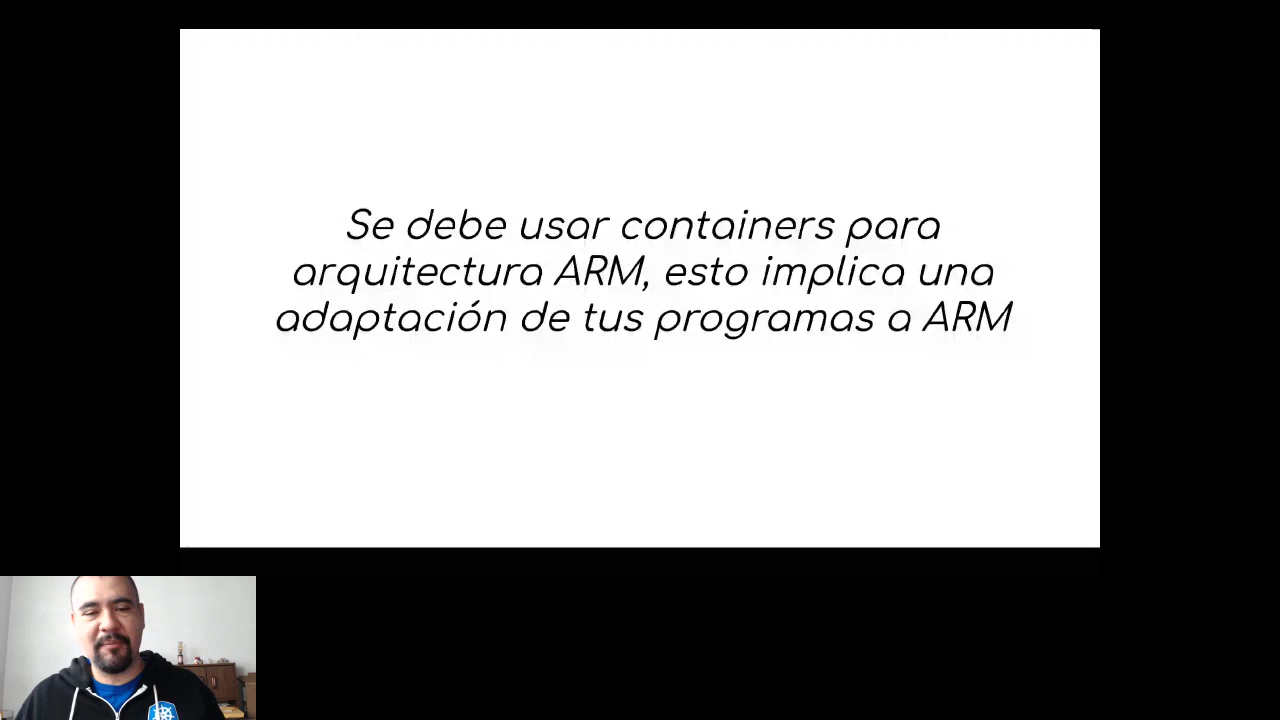 Se debe usar containers para
arquitectura ARM, esto implica una
adaptación de tus programas a ARM